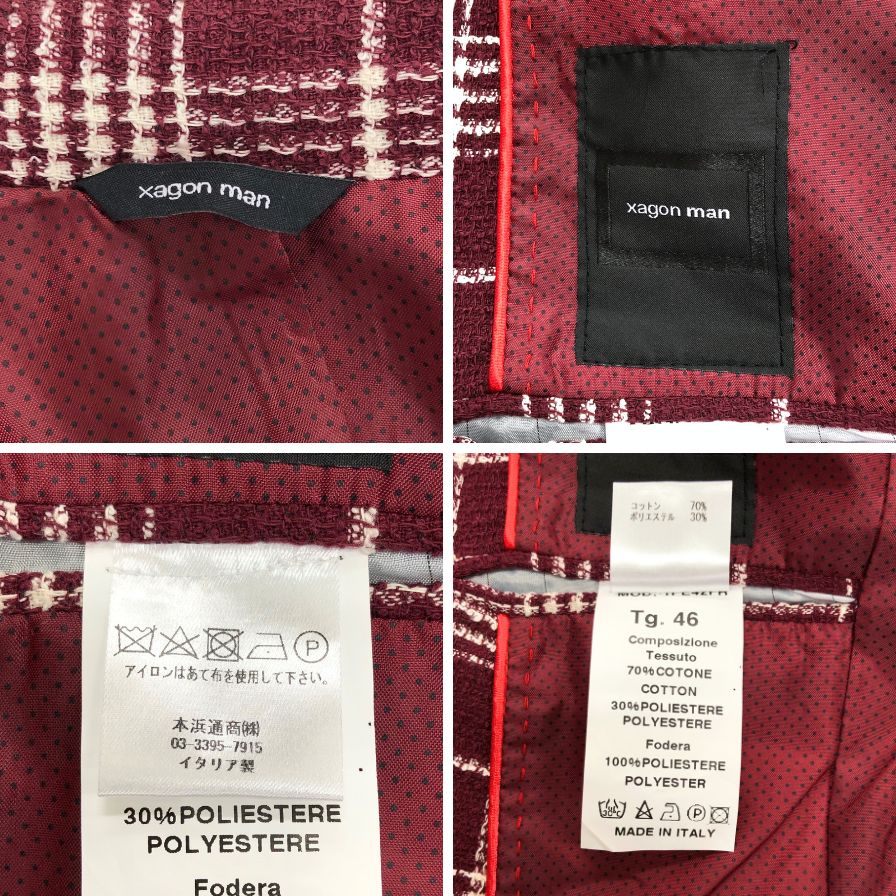 xagon man
xagon man
アイロンはあて布を使用して下さい。
本浜通商㈱
03-3395-7915
イタリア製
30%POLIESTERE
POLYESTERE
Fodera
コットン 70%
ポリエステル 30%
Tg. 46
Composizione
Tessuto
70%COTONE
COTTON
30%POLIESTERE
POLYESTERE
Fodera
100%POLIESTERE
POLYESTER
MADE IN ITALY